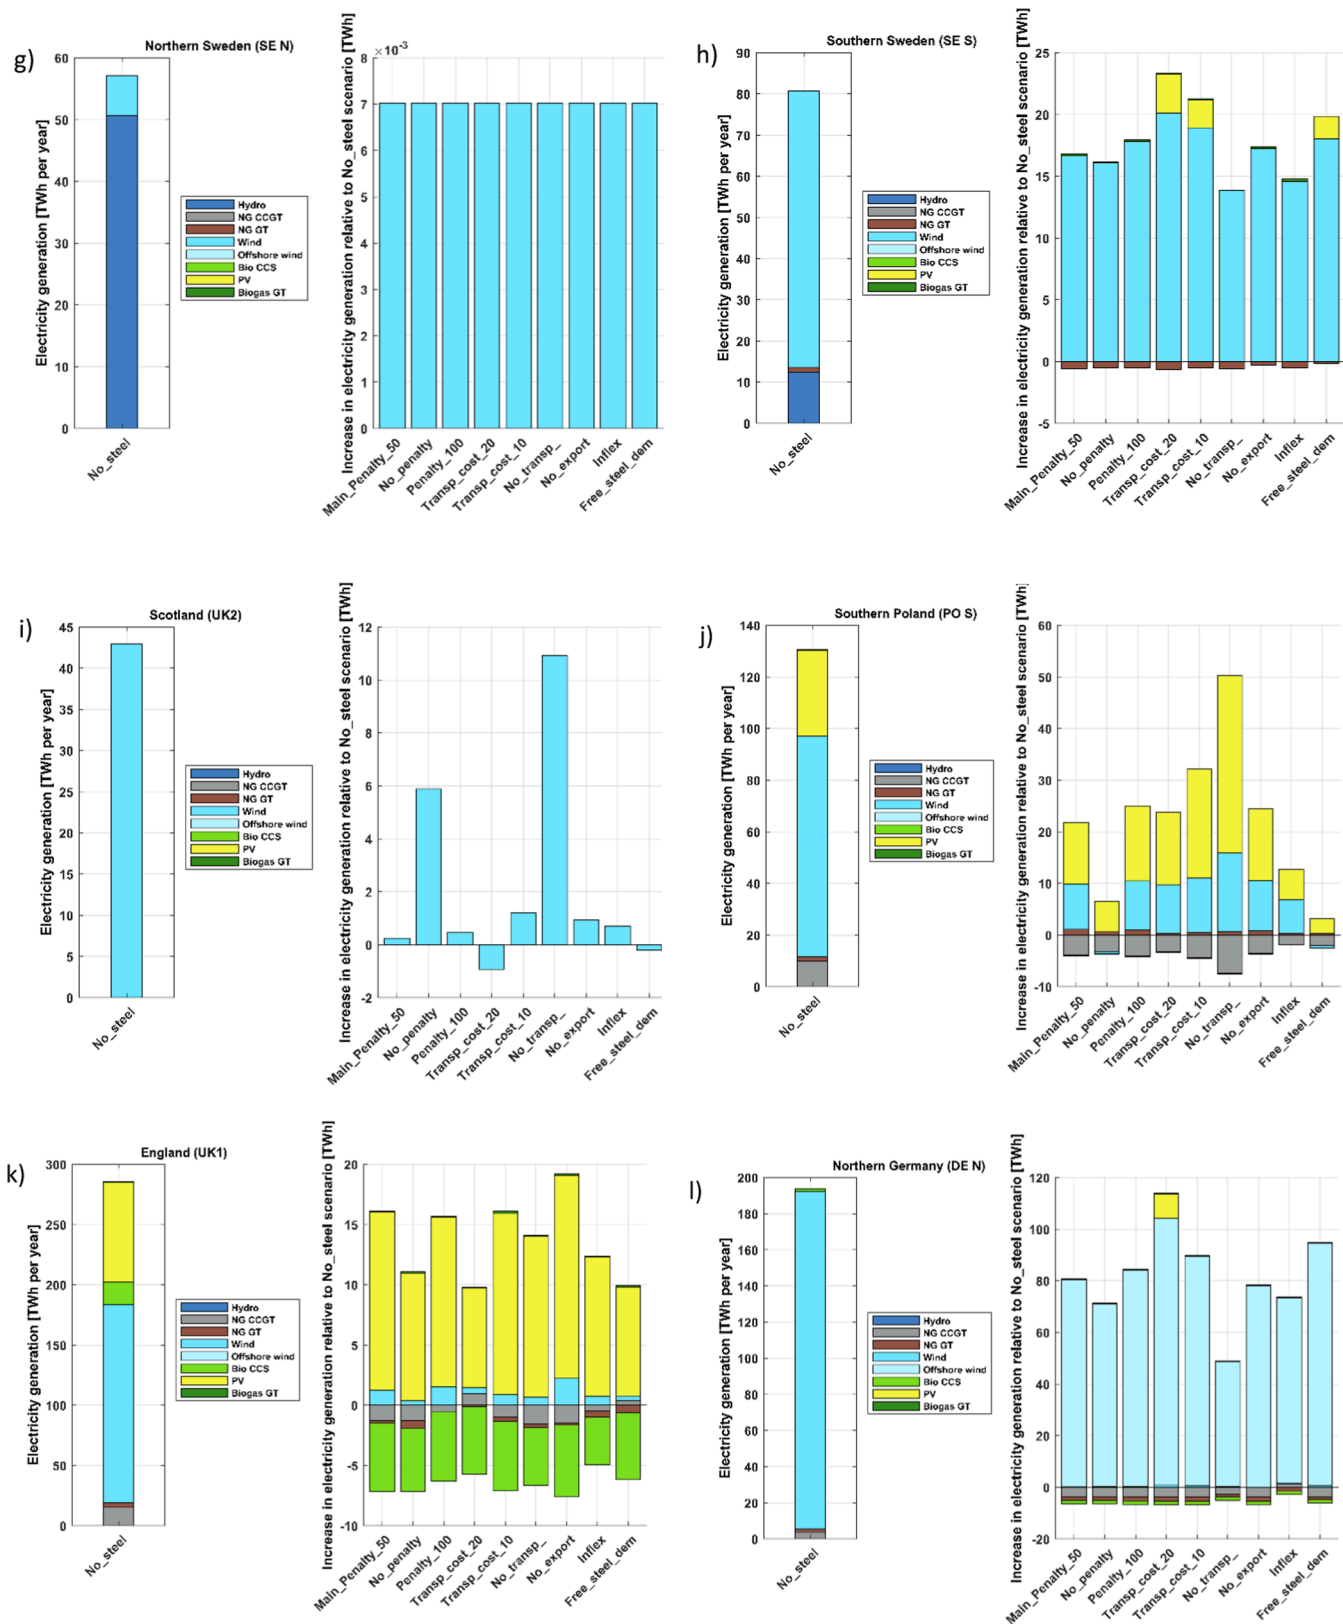 g)
Northern Sweden (SE N)
Electricity generation [TWh per year]
60
50
40
30
20
10
0
No_steel
Hydro
NG CCGT
NG GT
Wind
Offshore wind
Bio CCS
PV
Biogas GT
Increase in electricity generation relative to No_steel scenario [TWh]
×10-3
8
7
6
5
4
3
2
1
0
Main_Penalty_50
No_penalty
Penalty_100
Transp_cost_20
Transp_cost_10
No_transp_
No_export
Inflex
Free_steel_dem
h)
Southern Sweden (SE S)
Electricity generation [TWh per year]
90
80
70
60
50
40
30
20
10
0
No_steel
Hydro
NG CCGT
NG GT
Wind
Offshore wind
Bio CCS
PV
Biogas GT
Increase in electricity generation relative to No_steel scenario [TWh]
25
20
15
10
5
0
-5
Main_Penalty_50
No_penalty
Penalty_100
Transp_cost_20
Transp_cost_10
No_transp_
No_export
Inflex
Free_steel_dem
i)
Scotland (UK2)
Electricity generation [TWh per year]
45
40
35
30
25
20
15
10
5
0
No_steel
Hydro
NG CCGT
NG GT
Wind
Offshore wind
Bio CCS
PV
Biogas GT
Increase in electricity generation relative to No_steel scenario [TWh]
12
10
8
6
4
2
0
-2
Main_Penalty_50
No_penalty
Penalty_100
Transp_cost_20
Transp_cost_10
No_transp_
No_export
Inflex
Free_steel_dem
j)
Southern Poland (PO S)
Electricity generation [TWh per year]
140
120
100
80
60
40
20
0
No_steel
Hydro
NG CCGT
NG GT
Wind
Offshore wind
Bio CCS
PV
Biogas GT
Increase in electricity generation relative to No_steel scenario [TWh]
60
50
40
30
20
10
0
-10
Main_Penalty_50
No_penalty
Penalty_100
Transp_cost_20
Transp_cost_10
No_transp_
No_export
Inflex
Free_steel_dem
k)
England (UK1)
Electricity generation [TWh per year]
300
250
200
150
100
50
0
No_steel
Hydro
NG CCGT
NG GT
Wind
Offshore wind
Bio CCS
PV
Biogas GT
Increase in electricity generation relative to No_steel scenario [TWh]
20
15
10
5
0
-5
-10
Main_Penalty_50
No_penalty
Penalty_100
Transp_cost_20
Transp_cost_10
No_transp_
No_export
Inflex
Free_steel_dem
l)
Northern Germany (DE N)
Electricity generation [TWh per year]
200
180
160
140
120
100
80
60
40
20
0
No_steel
Hydro
NG CCGT
NG GT
Wind
Offshore wind
Bio CCS
PV
Biogas GT
Increase in electricity generation relative to No_steel scenario [TWh]
120
100
80
60
40
20
0
-20
Main_Penalty_50
No_penalty
Penalty_100
Transp_cost_20
Transp_cost_10
No_transp_
No_export
Inflex
Free_steel_dem